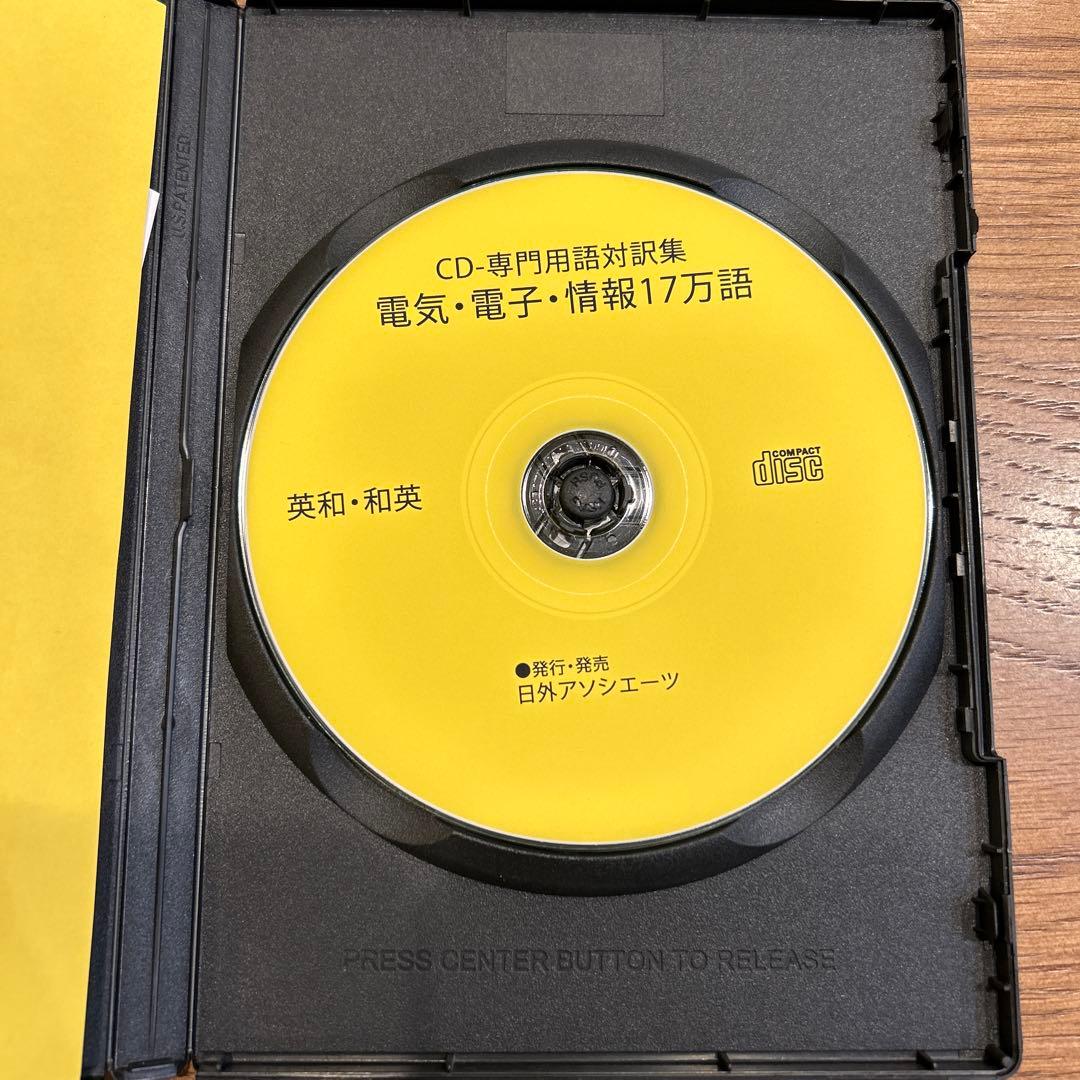 U.S. PATENTED
CD-専門用語対訳集
電気・電子・情報17万語
英和・和英
COMPACT
disc
●発行・発売
日外アソシエーツ
PRESS CENTER BUTTON TO RELEASE